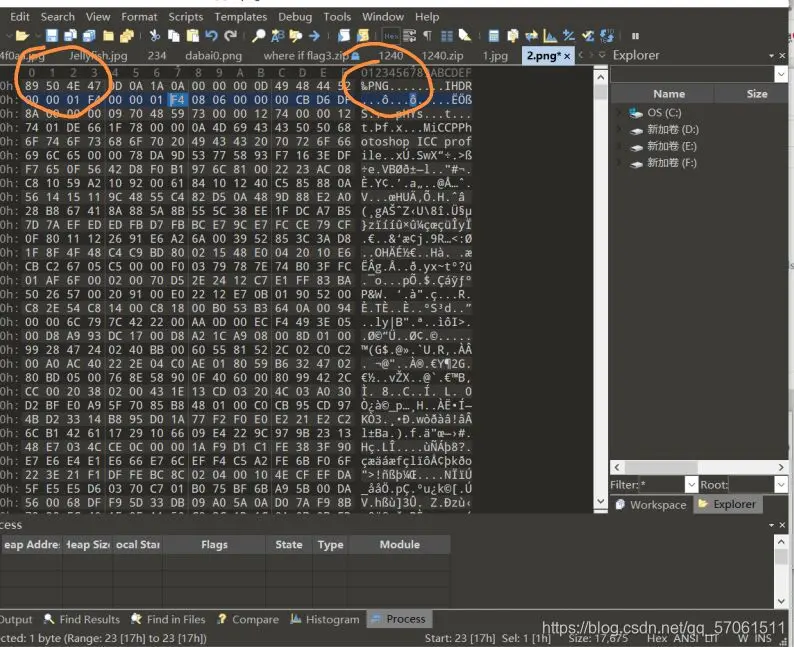 Edit Search View Format Scripts Templates Debug Tools Window Help
4f0ad.jpg Jellyfish.jpg 234 dabai0.png where if flag3.zip 1240 1240.zip 1.jpg 2.png* × Explorer
0 1 2 3 4 5 6 7 8 9 A B C D E F 0123456789ABCDEF
0h: 89 50 4E 47 0D 0A 1A 0A 00 00 00 0D 49 48 44 52 ‰PNG........IHDR
0h: 00 00 01 F4 00 00 01 F4 08 06 00 00 00 CB D6 DF ...ô...ô.....ËÖß
0h: 8A 00 00 00 09 70 48 59 73 00 00 12 74 00 00 12 Š....pHYs...t...
0h: 74 01 DE 66 1F 78 00 00 0A 4D 69 43 43 50 50 68 t.Þf.x...MiCCPPh
0h: 6F 74 6F 73 68 6F 70 20 49 43 43 20 70 72 6F 66 otoshop ICC prof
0h: 69 6C 65 00 00 78 DA 9D 53 77 58 93 F7 16 3E DF ile..xÚ.SwX“÷.>ß
0h: F7 65 0F 56 42 D8 F0 B1 97 6C 81 00 22 23 AC 08 ÷e.VBØð±—l.."#¬.
0h: C8 10 59 A2 10 92 00 61 84 10 12 40 C5 85 88 0A È.Y¢.’.a„..@Å…ˆ.
0h: 56 14 15 11 9C 48 55 C4 82 D5 0A 48 9D 88 E2 A0 V...œHUÄ‚Õ.H.ˆâ
0h: 28 B8 67 41 8A 88 5A 8B 55 5C 38 EE 1F DC A7 B5 (¸gAŠˆZ‹U\8î.Ü§µ
0h: 7D 7A EF ED ED FB D7 FB BC E7 9C E7 FC CE 79 CF }zïííû×û¼çœçüÎyÏ
0h: 0F 80 11 12 26 91 E6 A2 6A 00 39 52 85 3C 3A D8 .€..&‘æ¢j.9R…<:Ø
0h: 1F 8F 4F 48 C4 C9 BD 80 02 15 48 E0 04 20 10 E6 ..OHÄÉ½€..Hà. .æ
0h: CB C2 67 05 C5 00 00 F0 03 79 78 7E 74 B0 3F FC ËÂg.Å..ð.yx~t°?ü
0h: 01 AF 6F 00 02 00 70 D5 2E 24 12 C7 E1 FF 83 BA .¯o...pÕ.$.Çáÿƒº
0h: 50 26 57 00 20 91 00 E0 22 12 E7 0B 01 90 52 00 P&W. ‘.à".ç...R.
0h: C8 2E 54 C8 14 00 C8 18 00 B0 53 B3 64 0A 00 94 È.TÈ..È..°S³d..”
0h: 00 00 6C 79 7C 42 22 00 AA 0D 00 EC F4 49 3E 05 ..ly|B".ª..ìôI>.
0h: 00 D8 A9 93 DC 17 00 D8 A2 1C A9 08 00 8D 01 00 .Ø©“Ü..Ø¢.©.....
0h: 99 28 47 24 02 40 BB 00 60 55 81 52 2C 02 C0 C2 ™(G$.@».`U.R,.ÀÂ
0h: 00 A0 AC 40 22 2E 04 C0 AE 01 80 59 B6 32 47 02 . ¬@"..À®.€Y¶2G.
0h: 80 BD 05 00 76 8E 58 90 0F 40 60 00 80 99 42 2C €½..vŽX..@`.€™B,
0h: CC 00 20 38 02 00 43 1E 13 CD 03 20 4C 03 A0 30 Ì. 8..C..Í. L. 0
0h: D2 BF E0 A9 5F 70 85 B8 48 01 00 C0 CB 95 CD 97 Ò¿à©_p…¸H..ÀË•Í—
0h: 4B D2 33 14 B8 95 D0 1A 77 F2 F0 E0 E2 21 E2 C2 KÒ3.¸•Ð.wòðàâ!âÂ
0h: 6C B1 42 61 17 29 10 66 09 E4 22 9C 97 9B 23 13 l±Ba.).f.ä"œ—›#.
0h: 48 E7 03 4C CE 0C 00 00 1A F9 D1 C1 FE 38 3F 90 Hç.LÎ....ùÑÁþ8?.
0h: E7 E6 E4 E1 E6 66 E7 6C EF F4 C5 A2 FE 6B F0 6F çæäáæfçlïôÅ¢þkðo
0h: 22 3E 21 F1 DF FE BC 8C 02 04 00 10 4E CF EF DA ">!ñßþ¼Œ....NÏïÚ
0h: 5F E5 E5 D6 03 70 C7 01 B0 75 BF 6B A9 5B 00 DA _ååÖ.pÇ.°u¿k©[.Ú
0h: 56 00 68 DF F9 5D 33 DB 09 A0 5A 0A D0 7A F9 8B V.hßù]3Û. Z.Ðzù‹
Name Size
OS (C:)
新加卷 (D:)
新加卷 (E:)
新加卷 (F:)
Filter: * Root:
Workspace Explorer
cess
eap Addre: Heap Size ocal Star Flags State Type Module
Output Find Results Find in Files Compare Histogram Process
https://blog.csdn.net/qq_57061511
cted: 1 byte (Range: 23 [17h] to 23 [17h]) Start: 23 [17h] Sel: 1 [1h] Size: 17,675 Hex ANSI LIT W INS